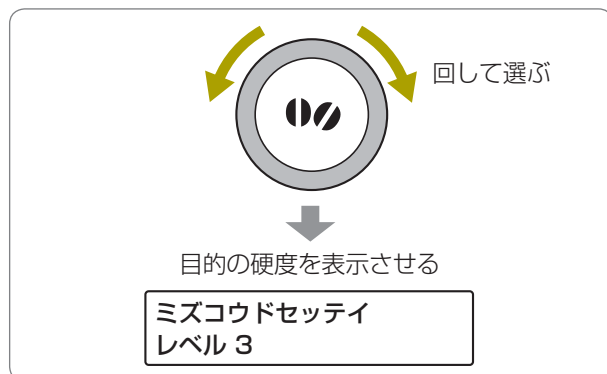 回して選ぶ
目的の硬度を表示させる
ミズコウドセッテイ
レベル 3